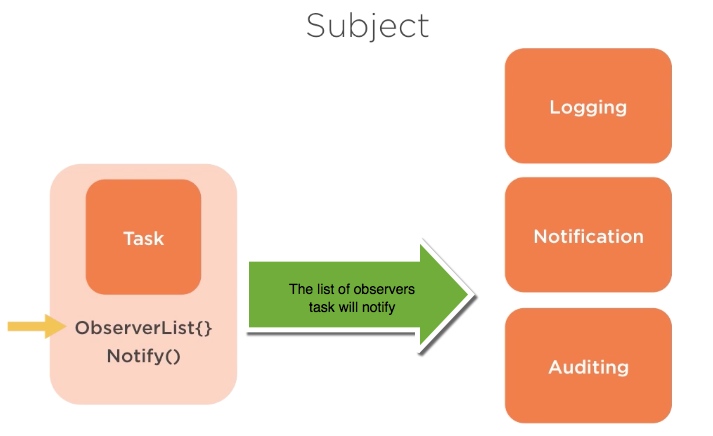 Subject
Logging
Task
Notification
The list of observers
task will notify
ObserverList{}
Notify()
Auditing